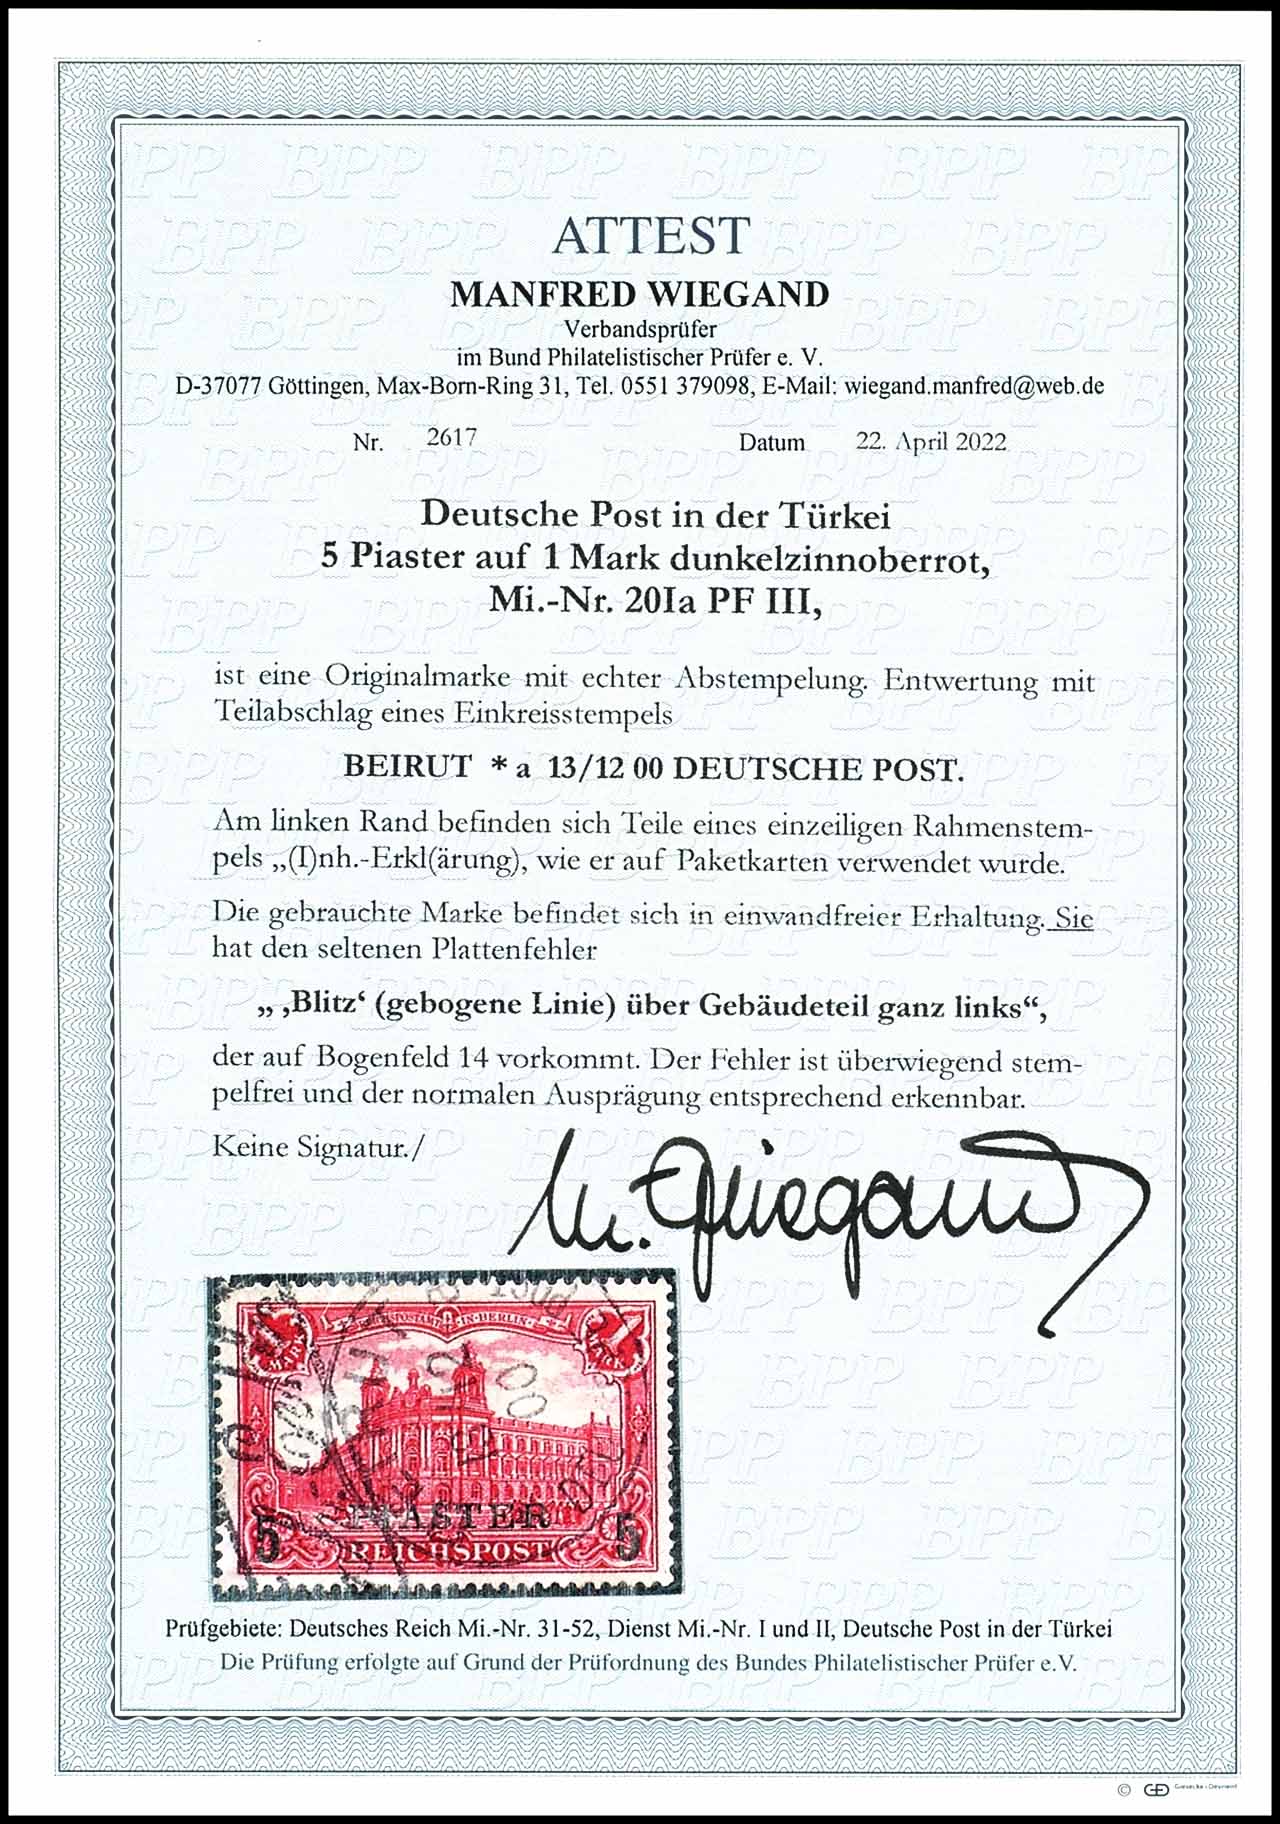 ATTEST
MANFRED WIEGAND
Verbandsprüfer
im Bund Philatelistischer Prüfer e. V.
D-37077 Göttingen, Max-Born-Ring 31, Tel. 0551 379098, E-Mail: wiegand.manfred@web.de
Nr. 2617 Datum 22. April 2022
Deutsche Post in der Türkei
5 Piaster auf 1 Mark dunkelzinnoberrot,
Mi.-Nr. 20Ia PF III,
ist eine Originalmarke mit echter Abstempelung. Entwertung mit
Teilabschlag eines Einkreisstempels
BEIRUT * a 13/12 00 DEUTSCHE POST.
Am linken Rand befinden sich Teile eines einzeiligen Rahmenstem-
pels „(I)nh.-Erkl(ärung), wie er auf Paketkarten verwendet wurde.
Die gebrauchte Marke befindet sich in einwandfreier Erhaltung. Sie
hat den seltenen Plattenfehler
„ ‚Blitz‘ (gebogene Linie) über Gebäudeteil ganz links“,
der auf Bogenfeld 14 vorkommt. Der Fehler ist überwiegend stem-
pelfrei und der normalen Ausprägung entsprechend erkennbar.
Keine Signatur./
M. Wiegand
IN BERLIN
1 MARK
5 PIASTER 5
REICHSPOST
Prüfgebiete: Deutsches Reich Mi.-Nr. 31-52, Dienst Mi.-Nr. I und II, Deutsche Post in der Türkei
Die Prüfung erfolgte auf Grund der Prüfordnung des Bundes Philatelistischer Prüfer e.V.
©